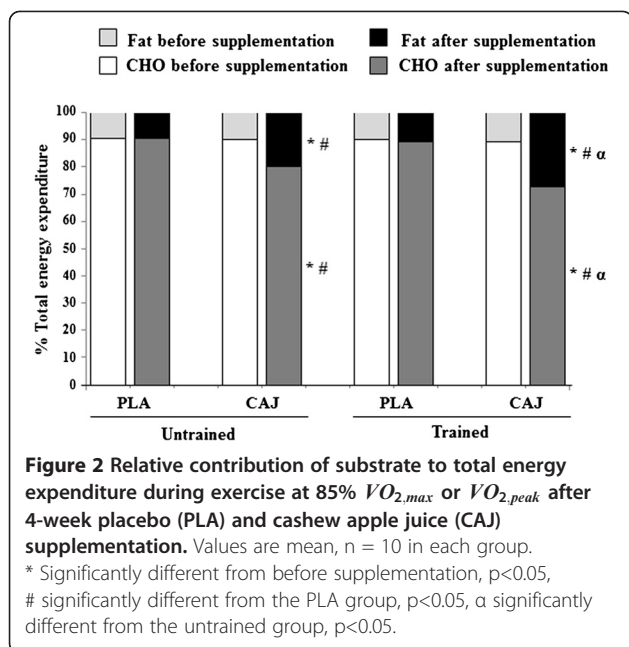 Fat before supplementation Fat after supplementation
CHO before supplementation CHO after supplementation
% Total energy expenditure
100
90
80
70
60
50
40
30
20
10
0
* #
* #
* # α
* # α
PLA CAJ PLA CAJ
Untrained Trained
Figure 2 Relative contribution of substrate to total energy
expenditure during exercise at 85% VO2,max or VO2,peak after
4-week placebo (PLA) and cashew apple juice (CAJ)
supplementation. Values are mean, n = 10 in each group.
* Significantly different from before supplementation, p<0.05,
# significantly different from the PLA group, p<0.05, α significantly
different from the untrained group, p<0.05.